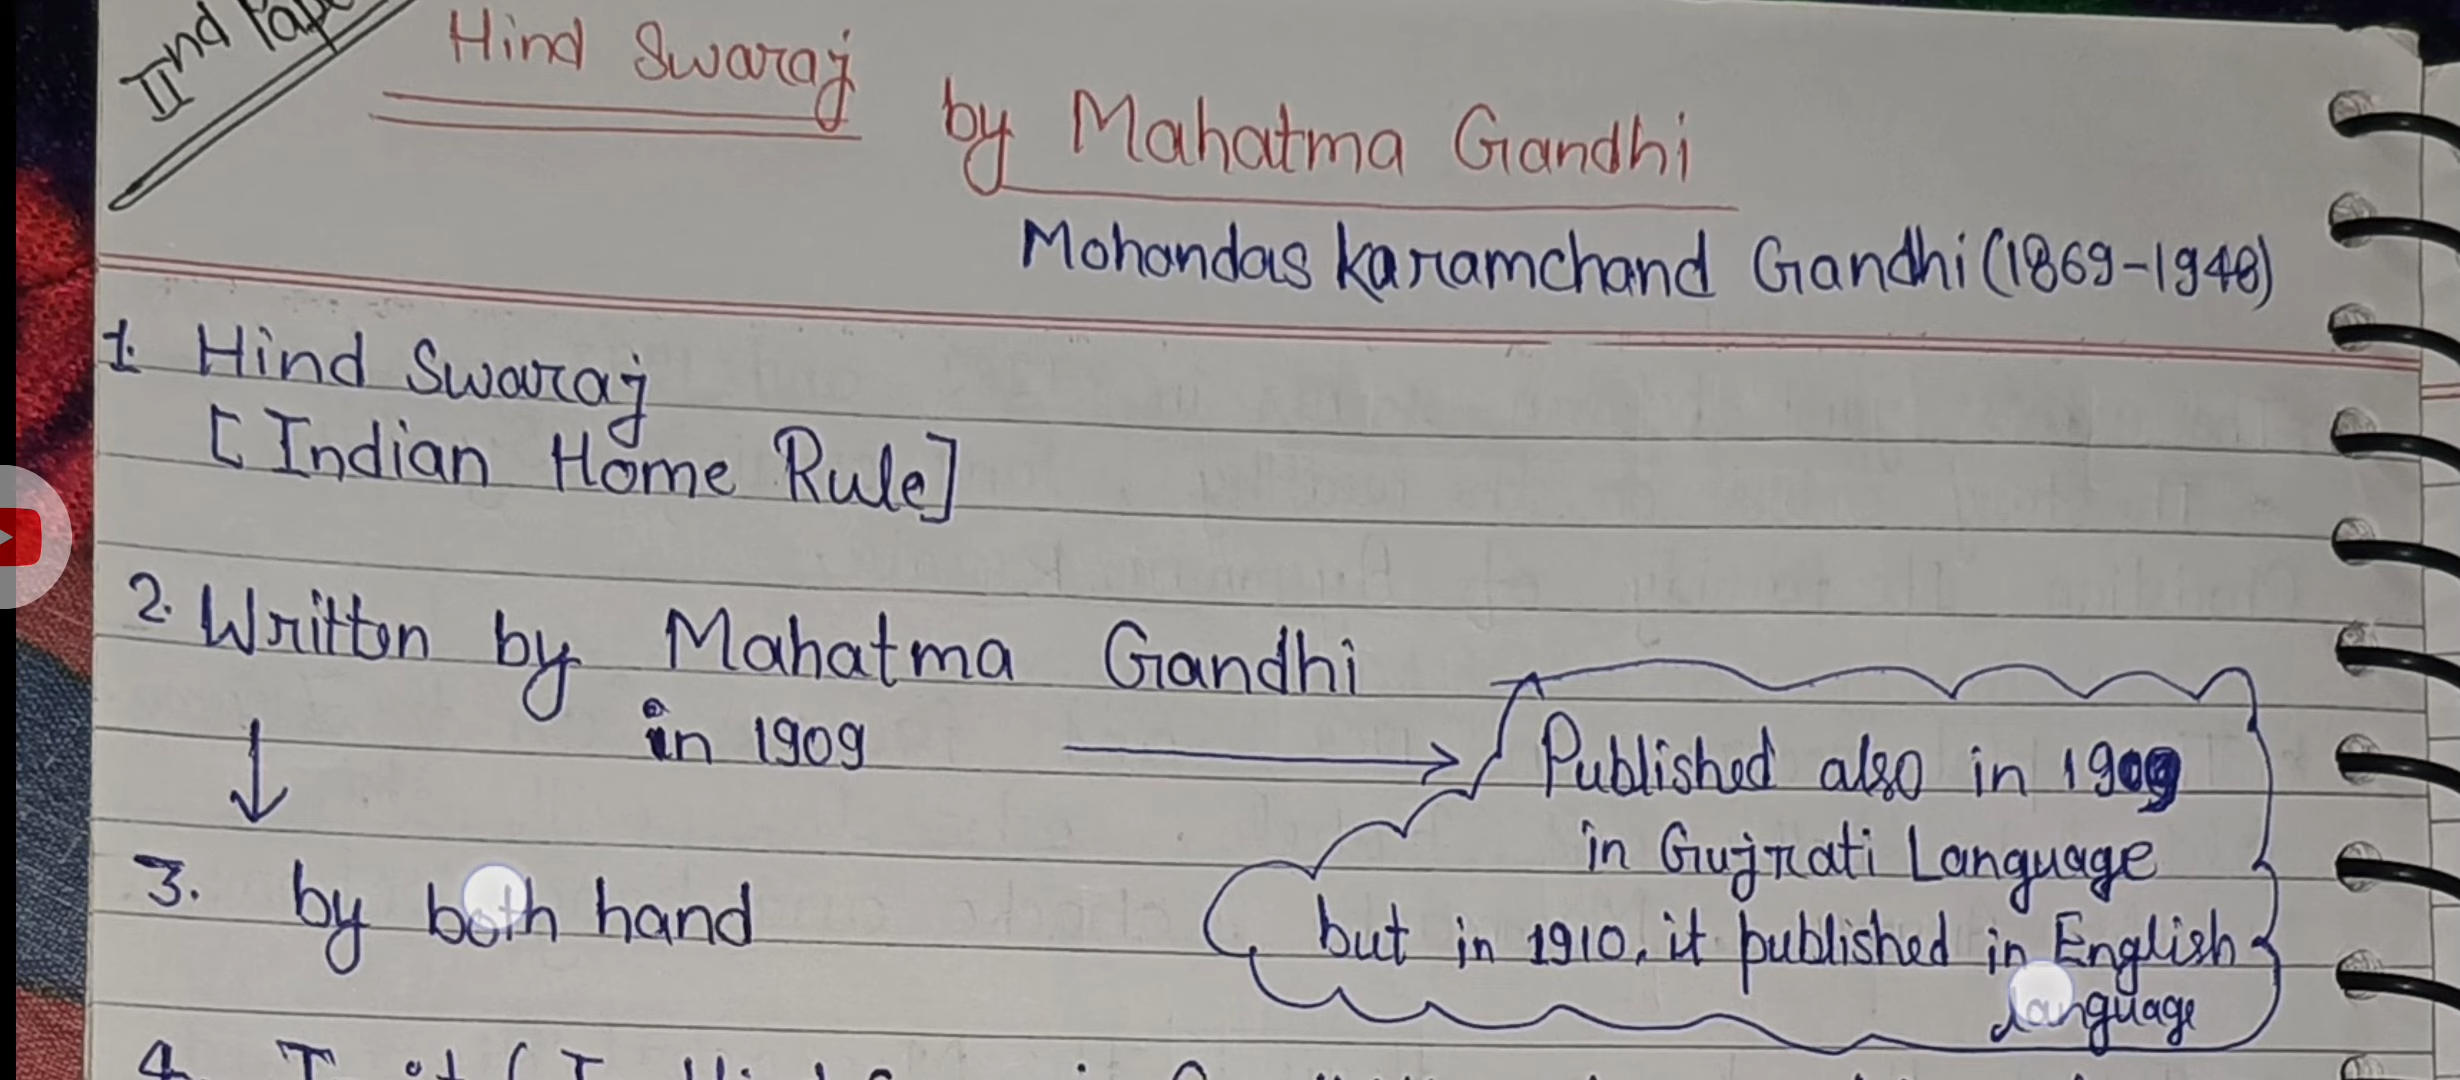 IInd Pap
Hind Swaraj
by Mahatma Gandhi
Mohandas Karamchand Gandhi (1869-1948)
1. Hind Swaraj
[Indian Home Rule]
2. Written by Mahatma Gandhi
in 1909
Published also in 1909
in Gujrati Language
but in 1910, it published in English
language
3. by both hand
4.